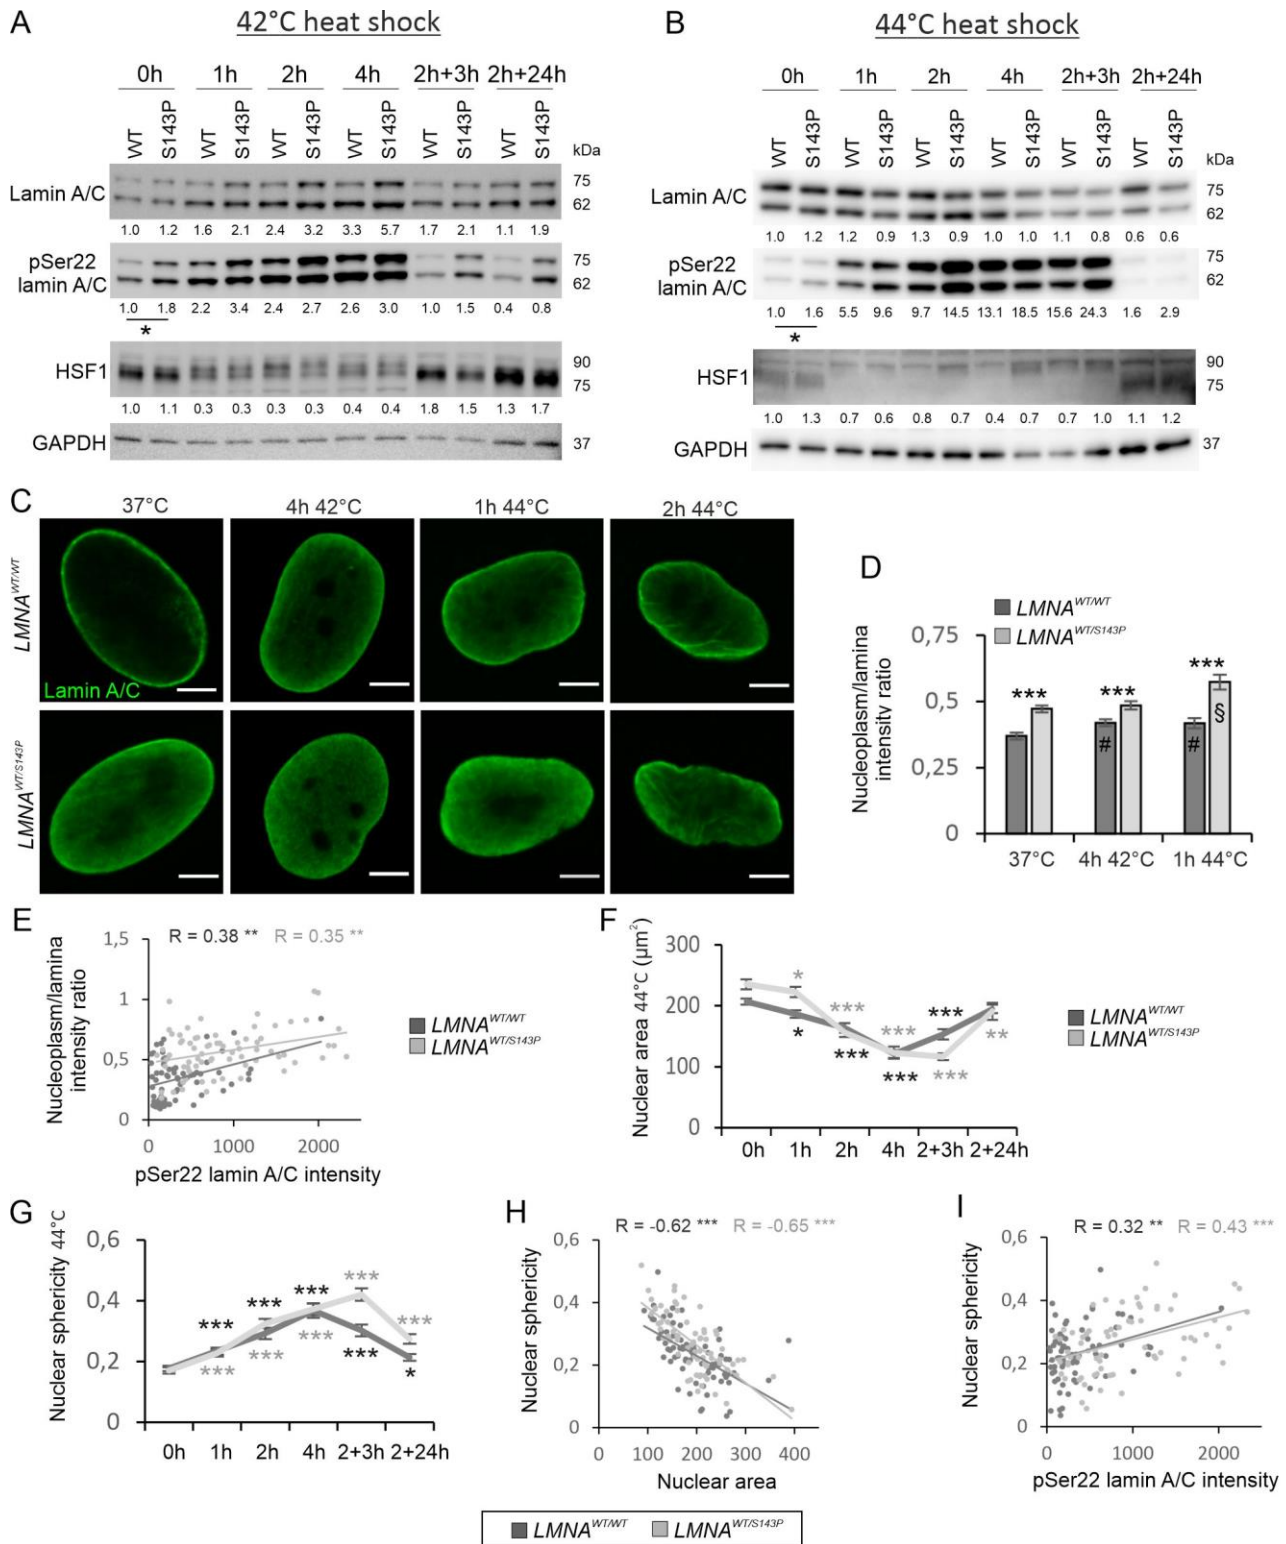 A
42°C heat shock
0h 1h 2h 4h 2h+3h 2h+24h
WT S143P WT S143P WT S143P WT S143P WT S143P WT S143P
kDa
Lamin A/C
75
62
1.0 1.2 1.6 2.1 2.4 3.2 3.3 5.7 1.7 2.1 1.1 1.9
pSer22
lamin A/C
75
62
1.0 1.8 2.2 3.4 2.4 2.7 2.6 3.0 1.0 1.5 0.4 0.8
*
HSF1
90
75
1.0 1.1 0.3 0.3 0.3 0.3 0.4 0.4 1.8 1.5 1.3 1.7
GAPDH
37
B
44°C heat shock
0h 1h 2h 4h 2h+3h 2h+24h
WT S143P WT S143P WT S143P WT S143P WT S143P WT S143P
kDa
Lamin A/C
75
62
1.0 1.2 1.2 0.9 1.3 0.9 1.0 1.0 1.1 0.8 0.6 0.6
pSer22
lamin A/C
75
62
1.0 1.6 5.5 9.6 9.7 14.5 13.1 18.5 15.6 24.3 1.6 2.9
*
HSF1
90
75
1.0 1.3 0.7 0.6 0.8 0.7 0.4 0.7 0.7 1.0 1.1 1.2
GAPDH
37
C
37°C 4h 42°C 1h 44°C 2h 44°C
LMNA^WT/WT
Lamin A/C
LMNA^WT/S143P
D
LMNA^WT/WT
LMNA^WT/S143P
Nucleoplasm/lamina
intensity ratio
0,75
0,5
0,25
0
*** *** ***
# # §
37°C 4h 42°C 1h 44°C
E
R = 0.38 ** R = 0.35 **
Nucleoplasm/lamina
intensity ratio
1,5
1
0,5
0
0 1000 2000
pSer22 lamin A/C intensity
LMNA^WT/WT
LMNA^WT/S143P
F
Nuclear area 44°C (µm²)
300
200
100
0
* *** *** *** **
* *** *** ***
0h 1h 2h 4h 2+3h 2+24h
LMNA^WT/WT
LMNA^WT/S143P
G
Nuclear sphericity 44°C
0,6
0,4
0,2
0
*** *** *** *** ***
*** *** *** *** *
0h 1h 2h 4h 2+3h 2+24h
H
R = -0.62 *** R = -0.65 ***
Nuclear sphericity
0,6
0,4
0,2
0
0 100 200 300 400
Nuclear area
I
R = 0.32 ** R = 0.43 ***
Nuclear sphericity
0,6
0,4
0,2
0
0 1000 2000
pSer22 lamin A/C intensity
LMNA^WT/WT LMNA^WT/S143P